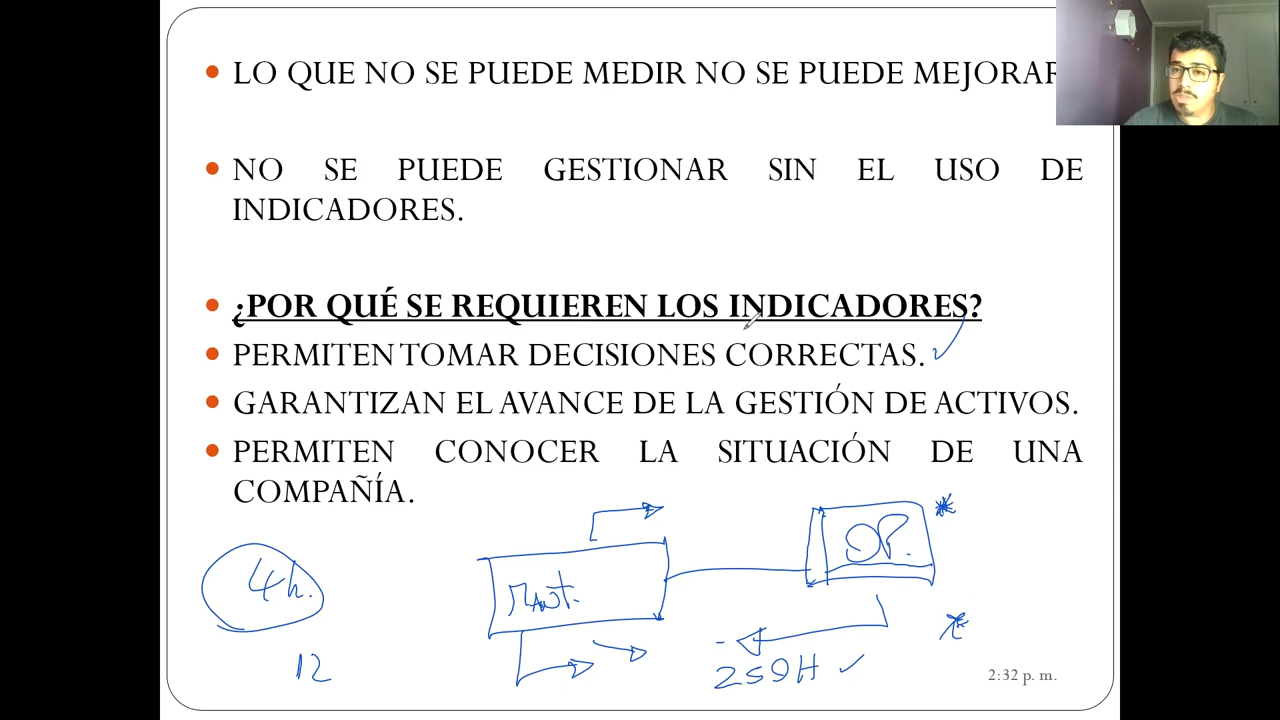 LO QUE NO SE PUEDE MEDIR NO SE PUEDE MEJORAR
NO SE PUEDE GESTIONAR SIN EL USO DE
INDICADORES.
¿POR QUÉ SE REQUIEREN LOS INDICADORES?
PERMITEN TOMAR DECISIONES CORRECTAS.
GARANTIZAN EL AVANCE DE LA GESTIÓN DE ACTIVOS.
PERMITEN CONOCER LA SITUACIÓN DE UNA
COMPAÑÍA.
OP.
4h.
Mant.
12
2:32 p. m.